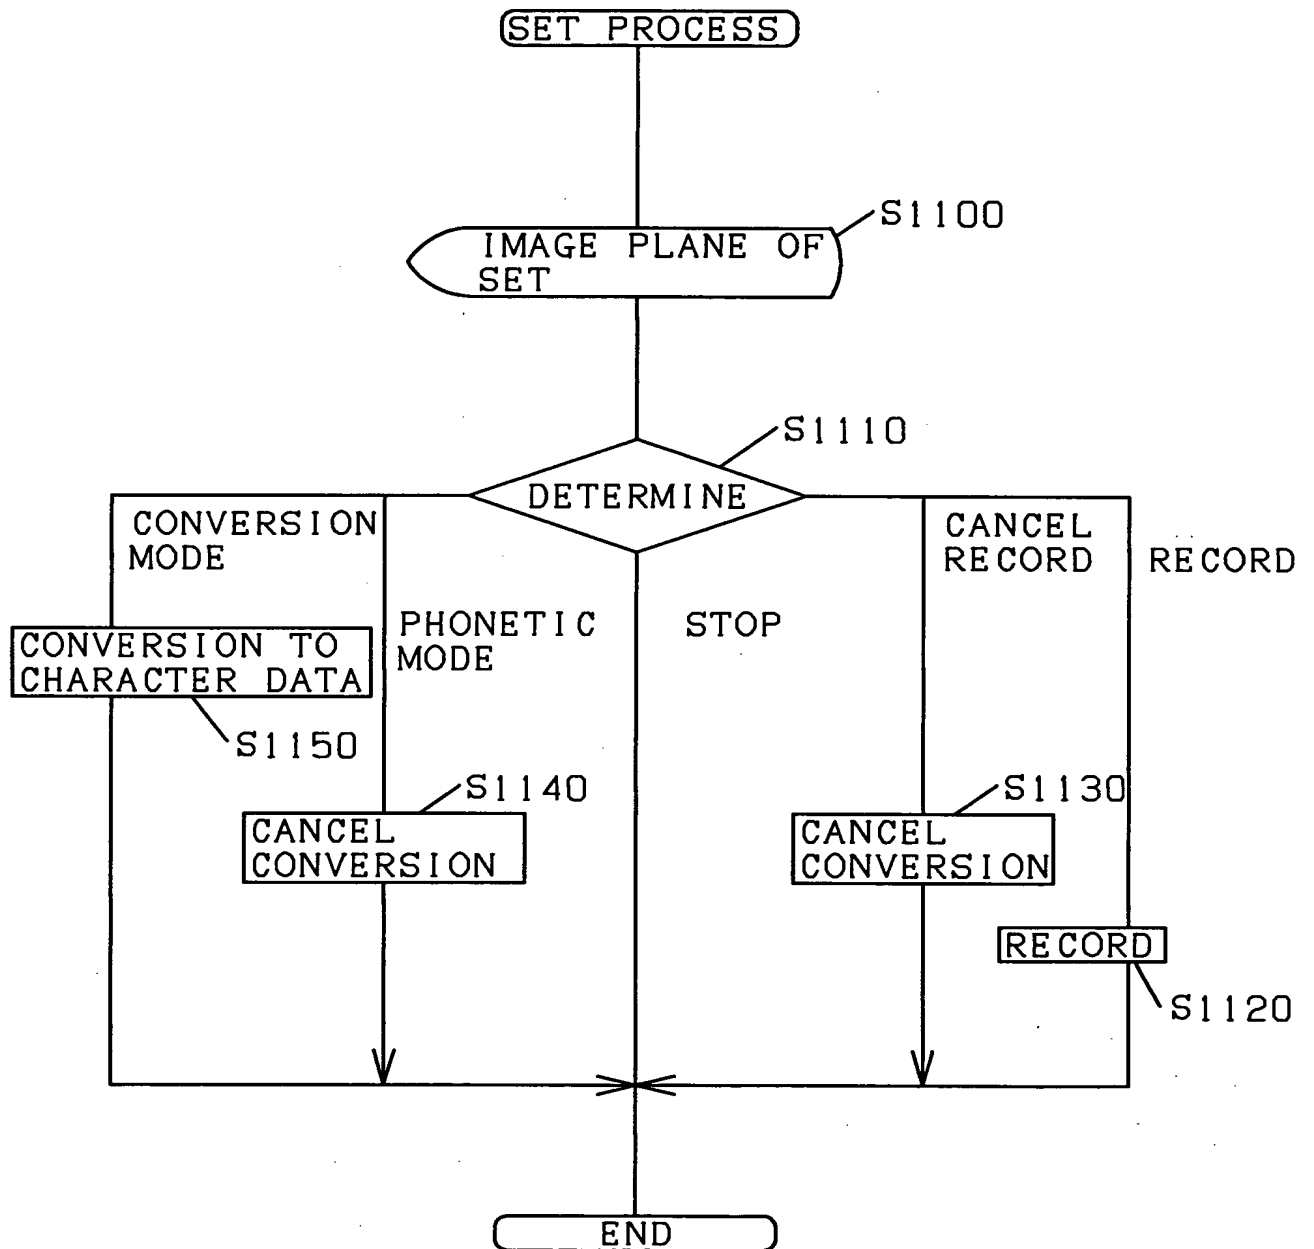 SET PROCESS
S1100
IMAGE PLANE OF
SET
S1110
DETERMINE
CONVERSION
MODE
CANCEL
RECORD
RECORD
PHONETIC
MODE
STOP
CONVERSION TO
CHARACTER DATA
S1150
S1140
S1130
CANCEL
CONVERSION
CANCEL
CONVERSION
RECORD
S1120
END